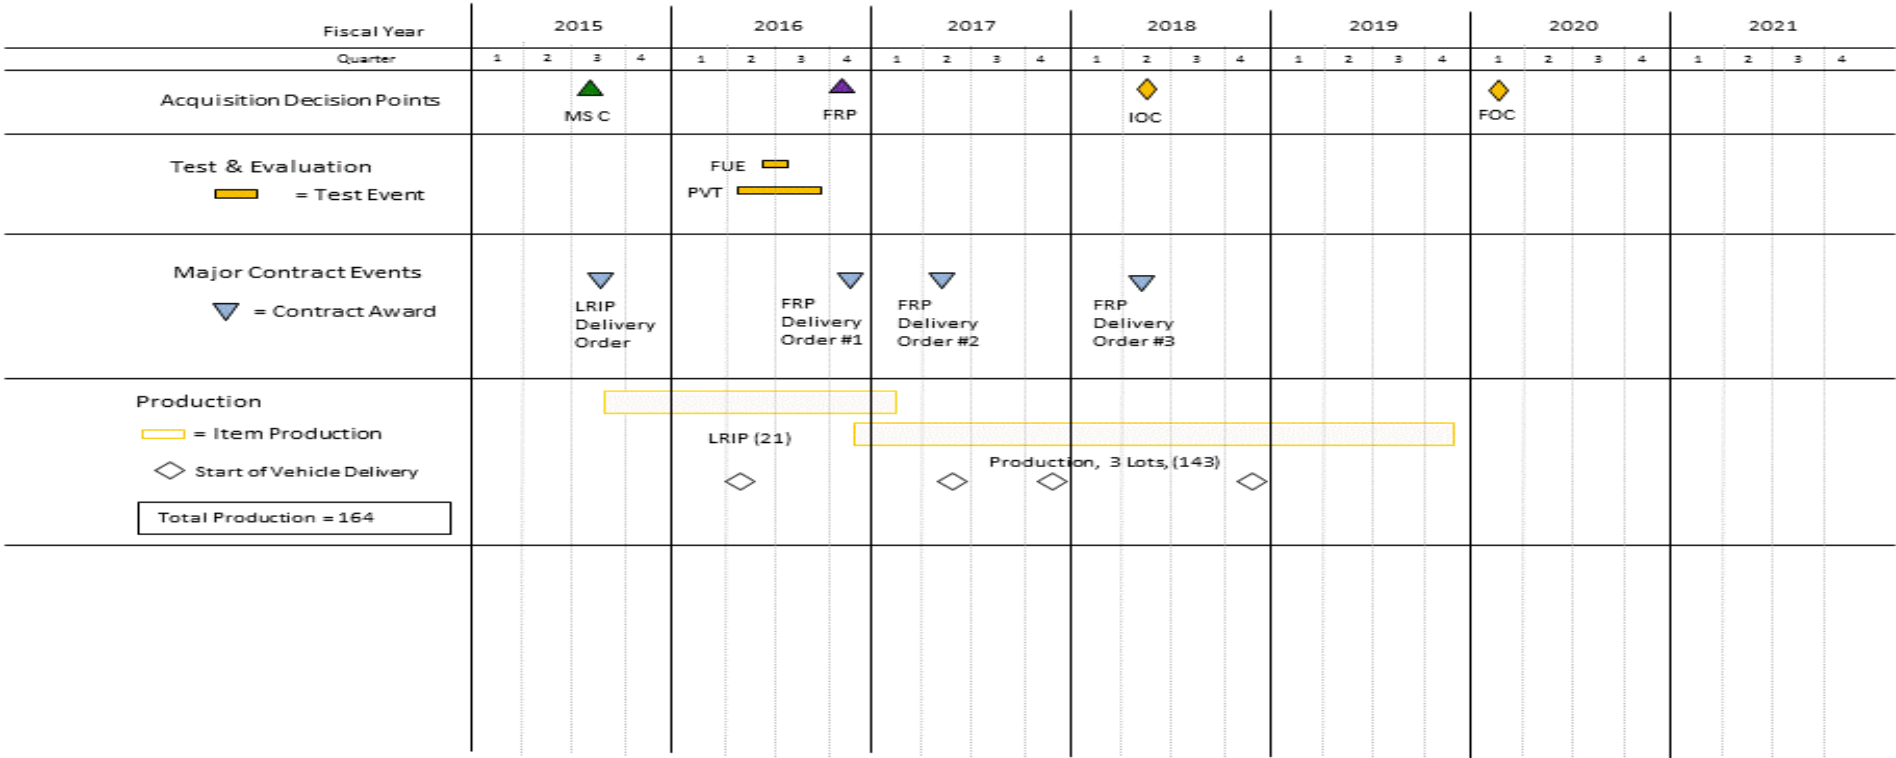 Fiscal Year 2015 2016 2017 2018 2019 2020 2021
Quarter 1 2 3 4 1 2 3 4 1 2 3 4 1 2 3 4 1 2 3 4 1 2 3 4 1 2 3 4
Acquisition Decision Points
MS C FRP IOC FOC
Test & Evaluation
FUE
= Test Event
PVT
Major Contract Events
= Contract Award
LRIP
Delivery
Order
FRP
Delivery
Order #1
FRP
Delivery
Order #2
FRP
Delivery
Order #3
Production
= Item Production
LRIP (21)
Production, 3 Lots, (143)
Start of Vehicle Delivery
Total Production = 164